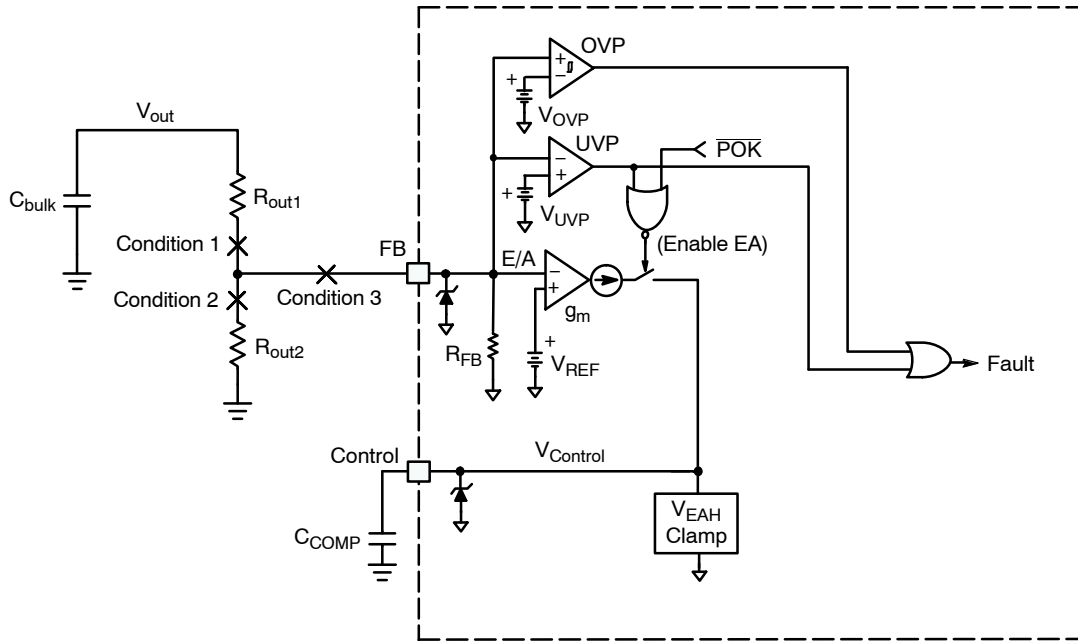 OVP
+
−
+
V_OVP
V_out
UVP
POK
−
+
+
V_UVP
C_bulk
R_out1
Condition 1
FB
E/A
(Enable EA)
Condition 2
Condition 3
−
+
g_m
R_out2
R_FB
+
V_REF
Fault
Control
V_Control
C_COMP
V_EAH
Clamp